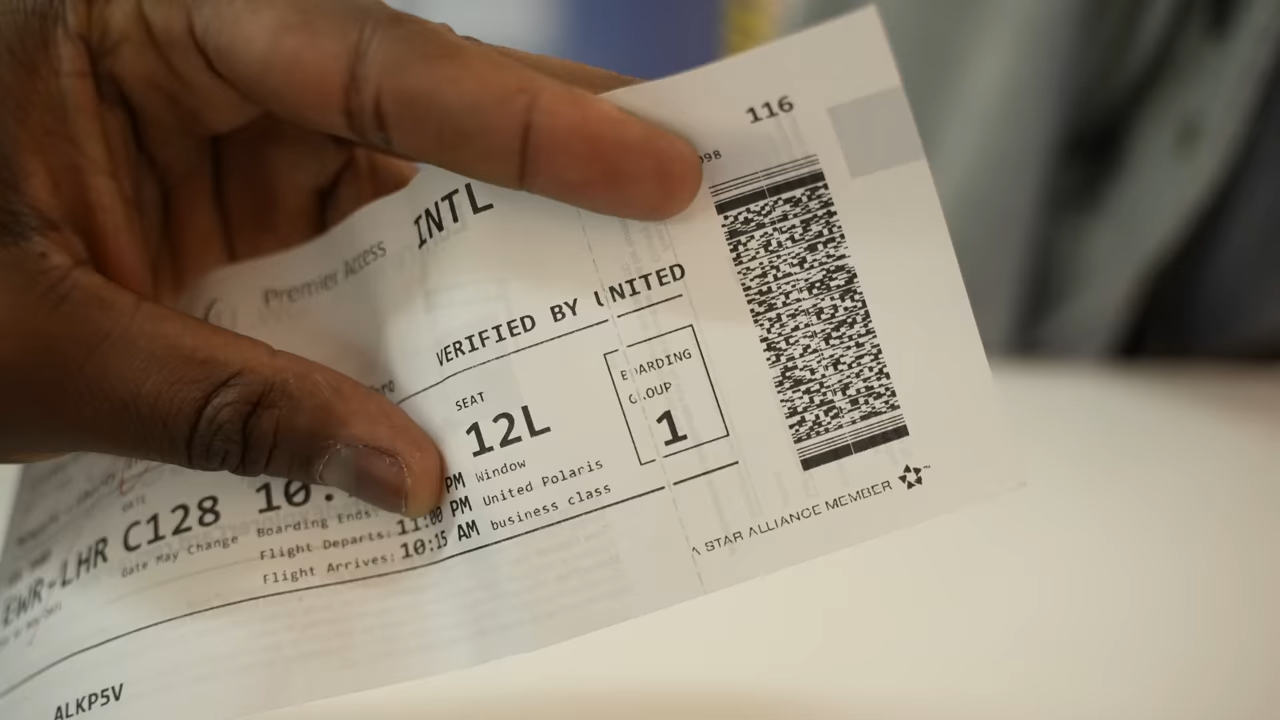 116
098
INTL
Premier Access
VERIFIED BY UNITED
BOARDING
GROUP
1
SEAT
12L
Window
United Polaris
business class
GATE
C128
Gate May Change
10:
PM
Boarding Ends:
Flight Departs: 11:00 PM
Flight Arrives: 10:15 AM
EWR-LHR
A STAR ALLIANCE MEMBER
ALKP5V